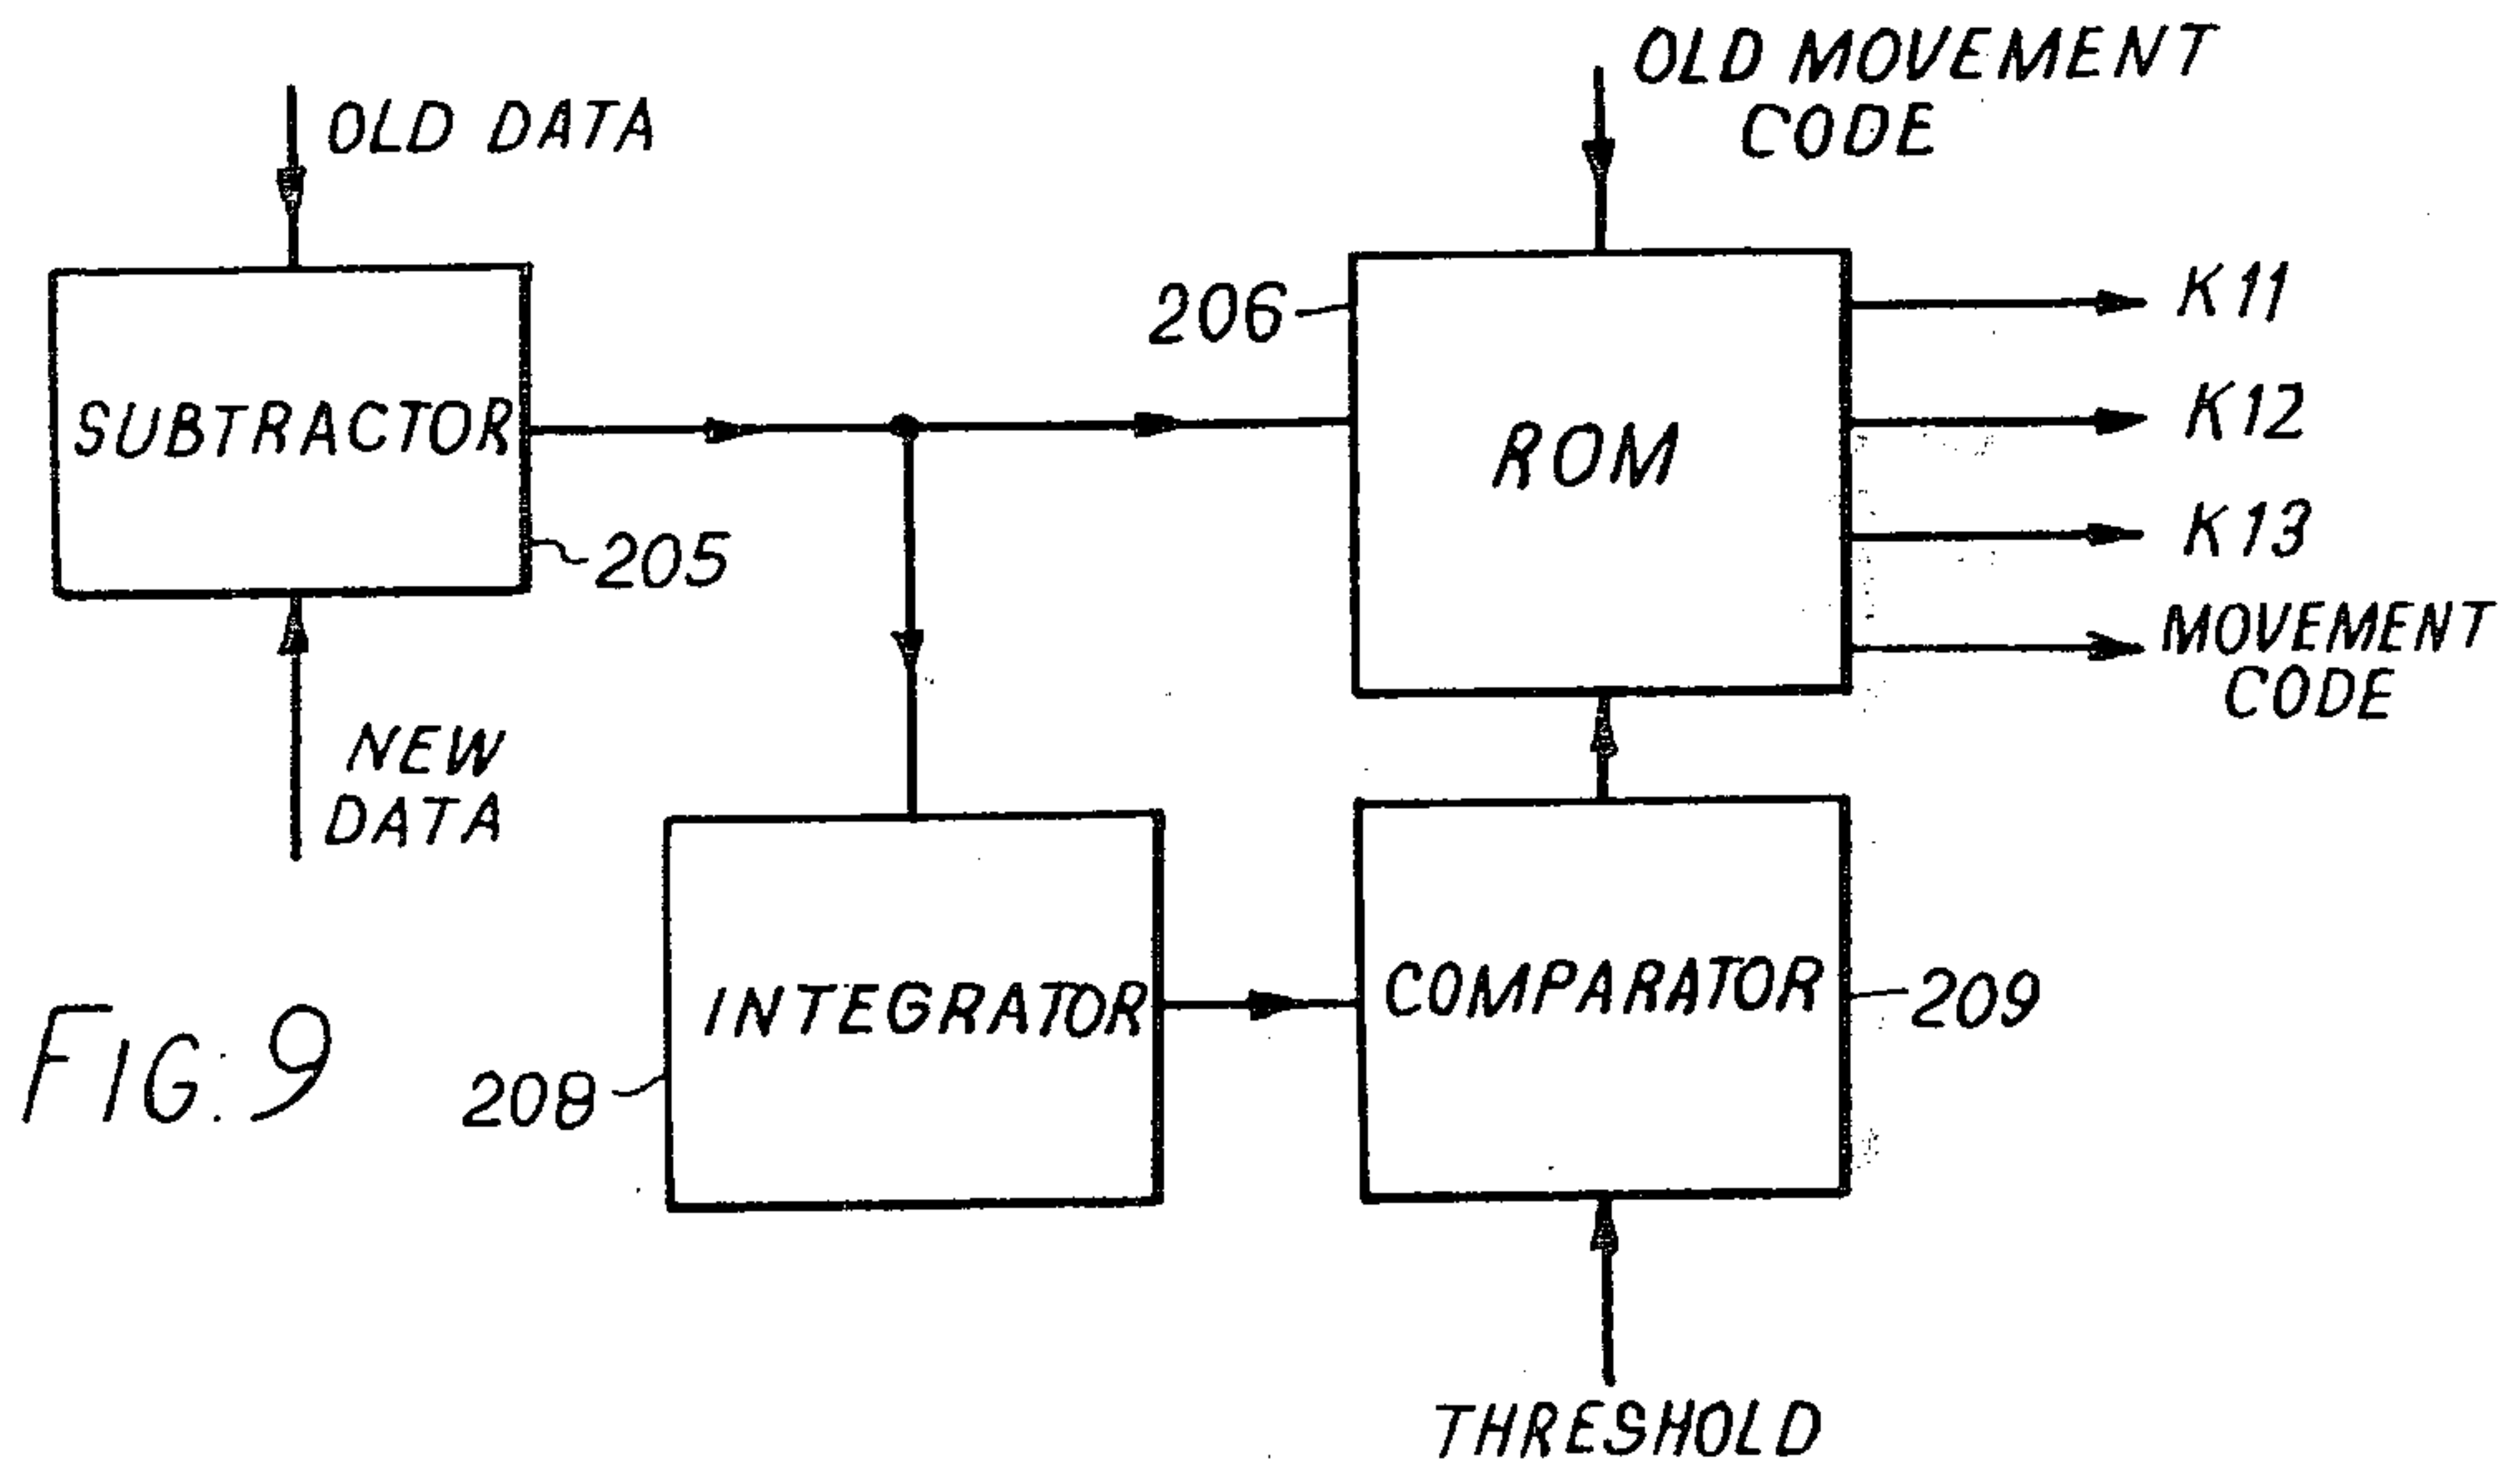 OLD MOVEMENT
CODE
OLD DATA
206
K11
K12
K13
SUBTRACTOR
ROM
205
MOVEMENT
CODE
NEW
DATA
INTEGRATOR
COMPARATOR
209
208
FIG. 9
THRESHOLD